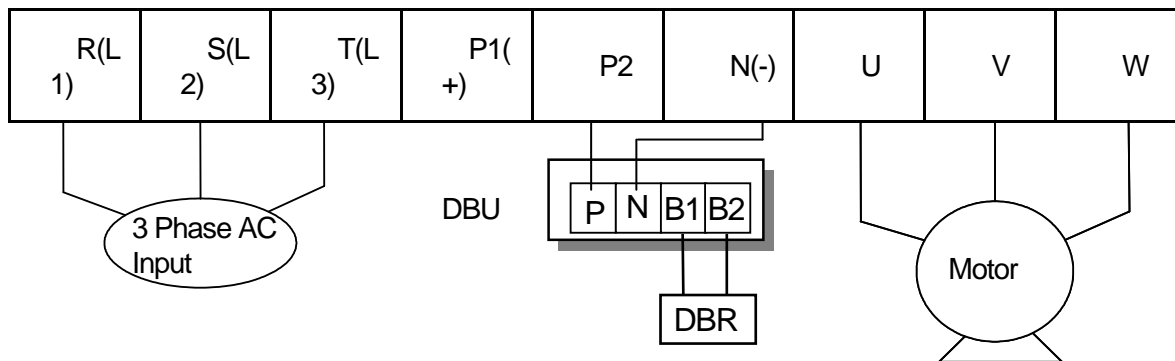 R(L
1)
S(L
2)
T(L
3)
P1(
+)
P2
N(-)
U
V
W
3 Phase AC
Input
DBU
P
N
B1
B2
DBR
Motor